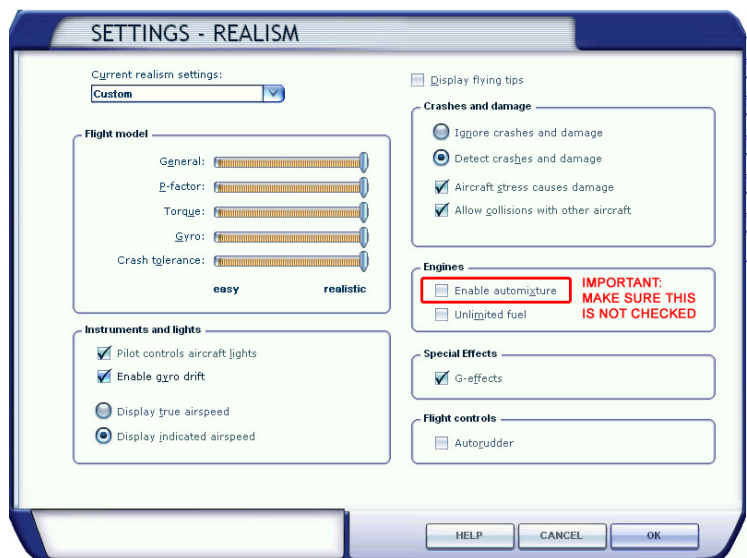 SETTINGS - REALISM
Current realism settings:
Custom
Flight model
General:
P-factor:
Torque:
Gyro:
Crash tolerance:
easy realistic
Instruments and lights
Pilot controls aircraft lights
Enable gyro drift
Display true airspeed
Display indicated airspeed
Display flying tips
Crashes and damage
Ignore crashes and damage
Detect crashes and damage
Aircraft stress causes damage
Allow collisions with other aircraft
Engines
Enable automixture
Unlimited fuel
IMPORTANT:
MAKE SURE THIS
IS NOT CHECKED
Special Effects
G-effects
Flight controls
Autorudder
HELP CANCEL OK